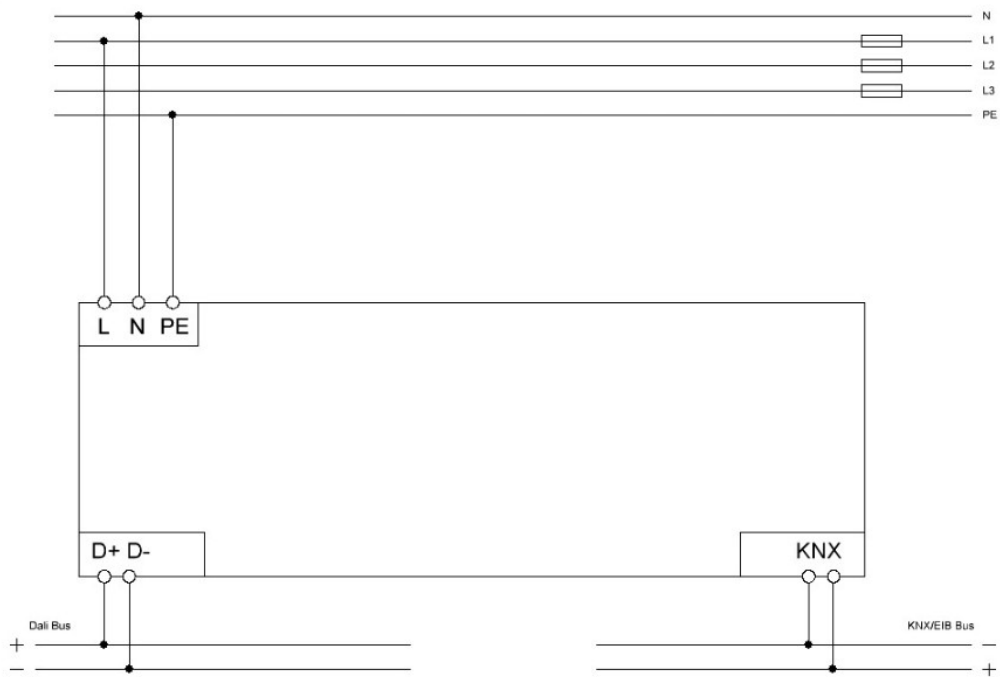 N
L1
L2
L3
PE
L N PE
D+ D-
KNX
Dali Bus
KNX/EIB Bus
+
−
−
+